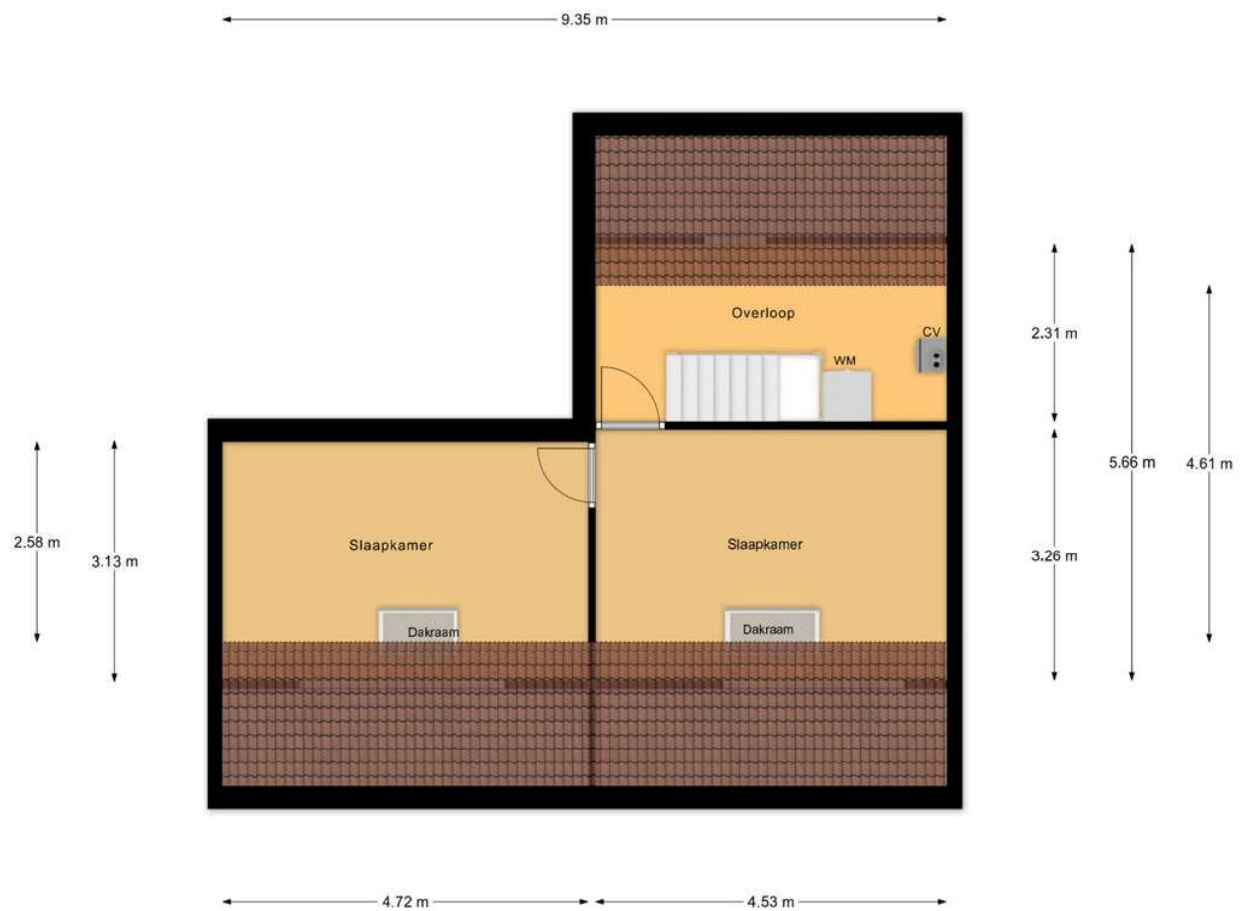 9.35 m
Overloop
CV
2.31 m
WM
5.66 m
4.61 m
2.58 m
3.13 m
Slaapkamer
Slaapkamer
3.26 m
Dakraam
Dakraam
4.72 m
4.53 m